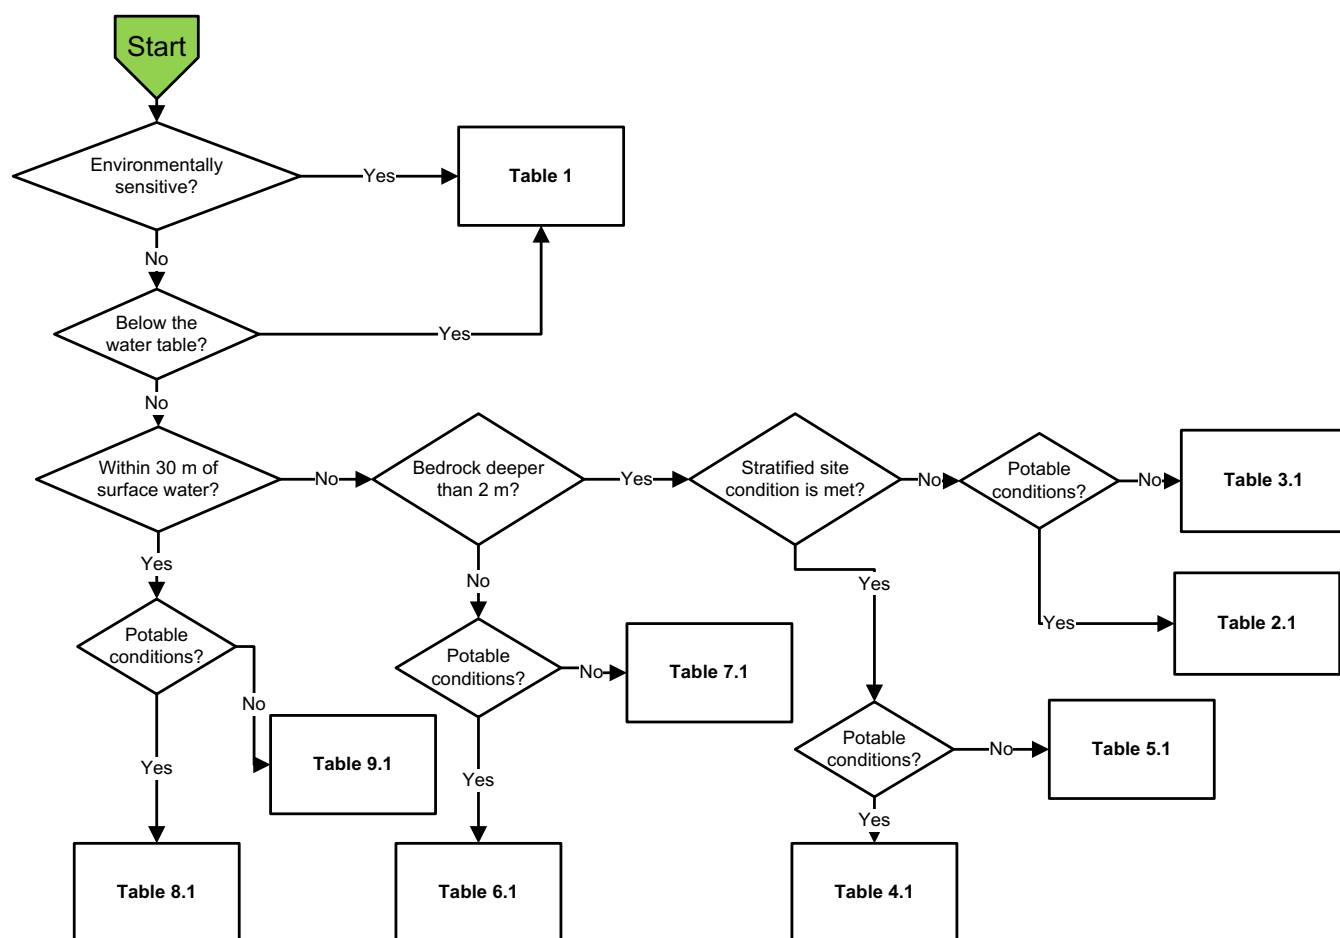 Start
Environmentally
sensitive?
Yes
Table 1
No
Below the
water table?
Yes
No
Within 30 m of
surface water?
No
Bedrock deeper
than 2 m?
Yes
Stratified site
condition is met?
No
Potable
conditions?
No
Table 3.1
Yes
No
Yes
Yes
Table 2.1
Potable
conditions?
No
Potable
conditions?
No
Table 7.1
Potable
conditions?
No
Table 5.1
Yes
Table 9.1
Yes
Yes
Table 8.1
Table 6.1
Table 4.1